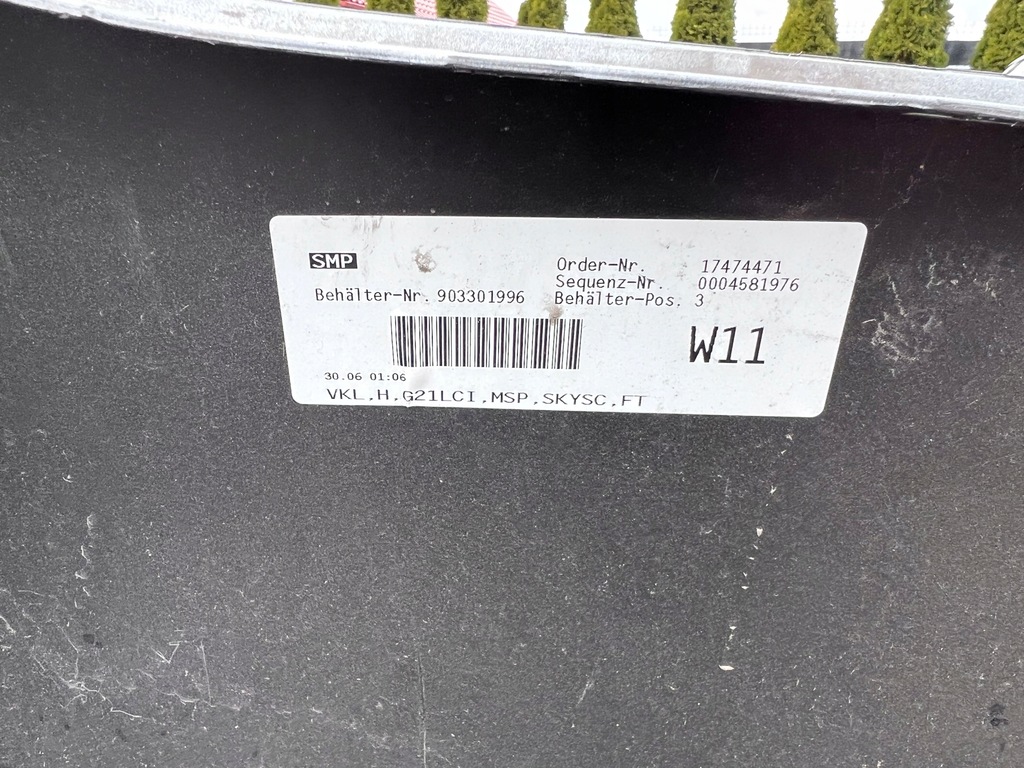 SMP
Order-Nr. 17474471
Sequenz-Nr. 0004581976
Behälter-Nr. 903301996 Behälter-Pos. 3
W11
30.06 01:06
VKL,H,G21LCI,MSP,SKYSC,FT